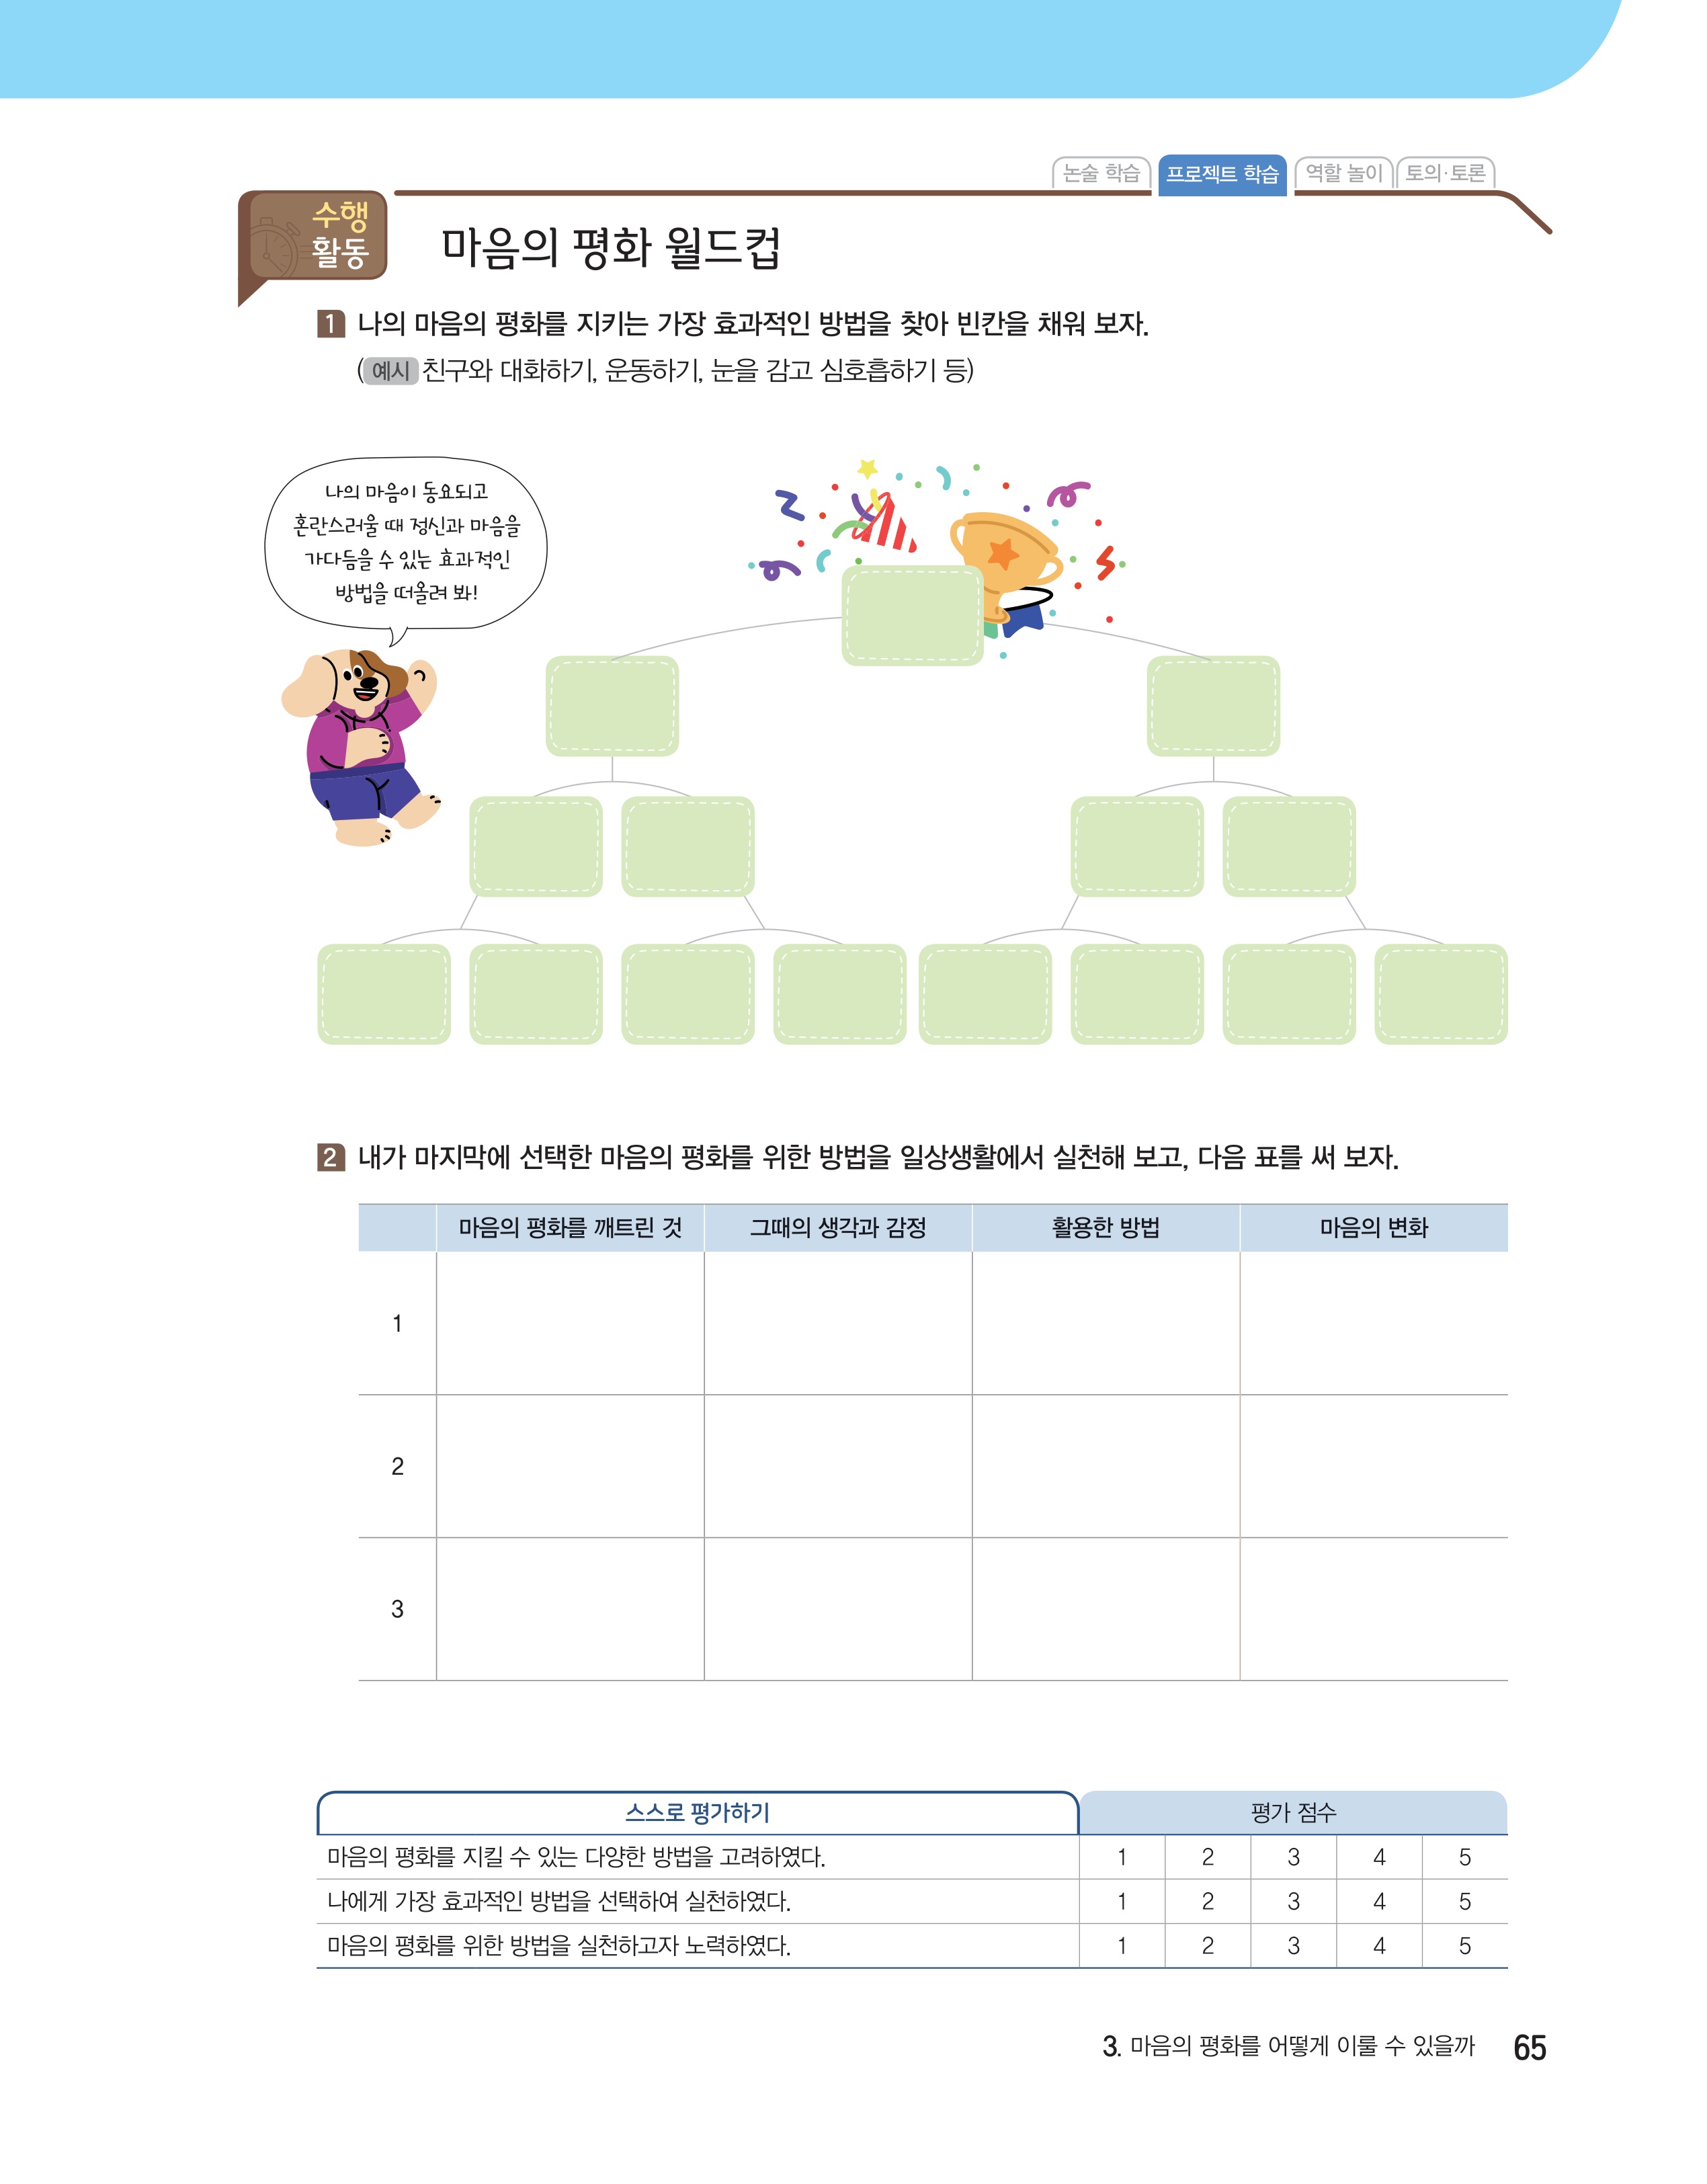 논술 학습
프로젝트 학습
역할 놀이
토의·토론
수행
활동
마음의 평화 월드컵
1 나의 마음의 평화를 지키는 가장 효과적인 방법을 찾아 빈칸을 채워 보자.
(예시 친구와 대화하기, 운동하기, 눈을 감고 심호흡하기 등)
나의 마음이 동요되고
혼란스러울 때 정신과 마음을
가다듬을 수 있는 효과적인
방법을 떠올려 봐!
2 내가 마지막에 선택한 마음의 평화를 위한 방법을 일상생활에서 실천해 보고, 다음 표를 써 보자.
마음의 평화를 깨트린 것 그때의 생각과 감정 활용한 방법 마음의 변화
1
2
3
스스로 평가하기 평가 점수
마음의 평화를 지킬 수 있는 다양한 방법을 고려하였다. 1 2 3 4 5
나에게 가장 효과적인 방법을 선택하여 실천하였다. 1 2 3 4 5
마음의 평화를 위한 방법을 실천하고자 노력하였다. 1 2 3 4 5
3. 마음의 평화를 어떻게 이룰 수 있을까 65